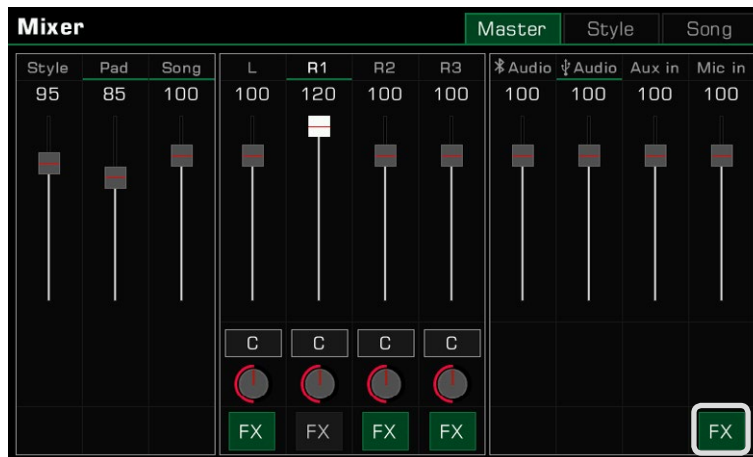 Mixer Master Style Song
Style Pad Song L R1 R2 R3 Audio Audio Aux in Mic in
95 85 100 100 120 100 100 100 100 100 100
C C C C
FX FX FX FX FX